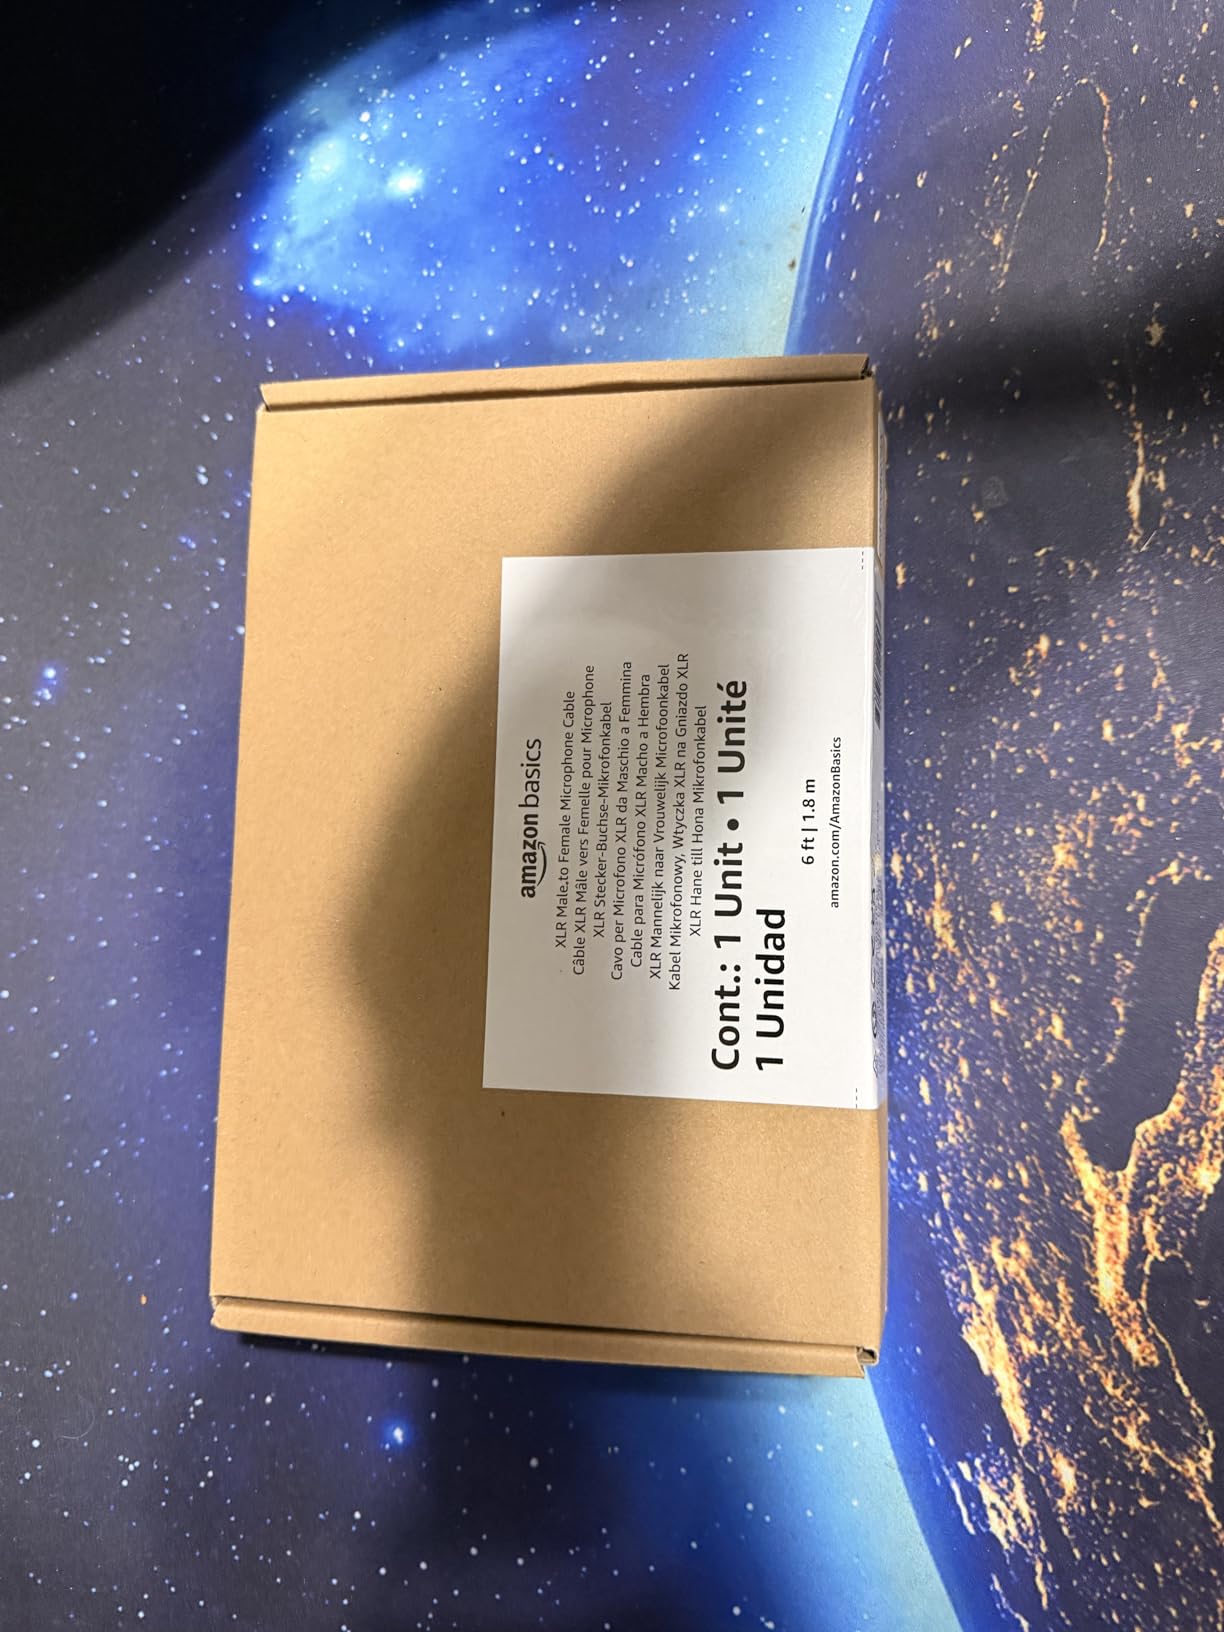 amazon basics
XLR Male.to Female Microphone Cable
Câble XLR Mâle vers Femelle pour Microphone
XLR Stecker-Buchse-Mikrofonkabel
Cavo per Microfono XLR da Maschio a Femmina
Cable para Micrófono XLR Macho a Hembra
XLR Mannelijk naar Vrouwelijk Microfoonkabel
Kabel Mikrofonowy, Wtyczka XLR na Gniazdo XLR
XLR Hane till Hona Mikrofonkabel
Cont.: 1 Unit • 1 Unité
1 Unidad
6 ft | 1.8 m
amazon.com/AmazonBasics